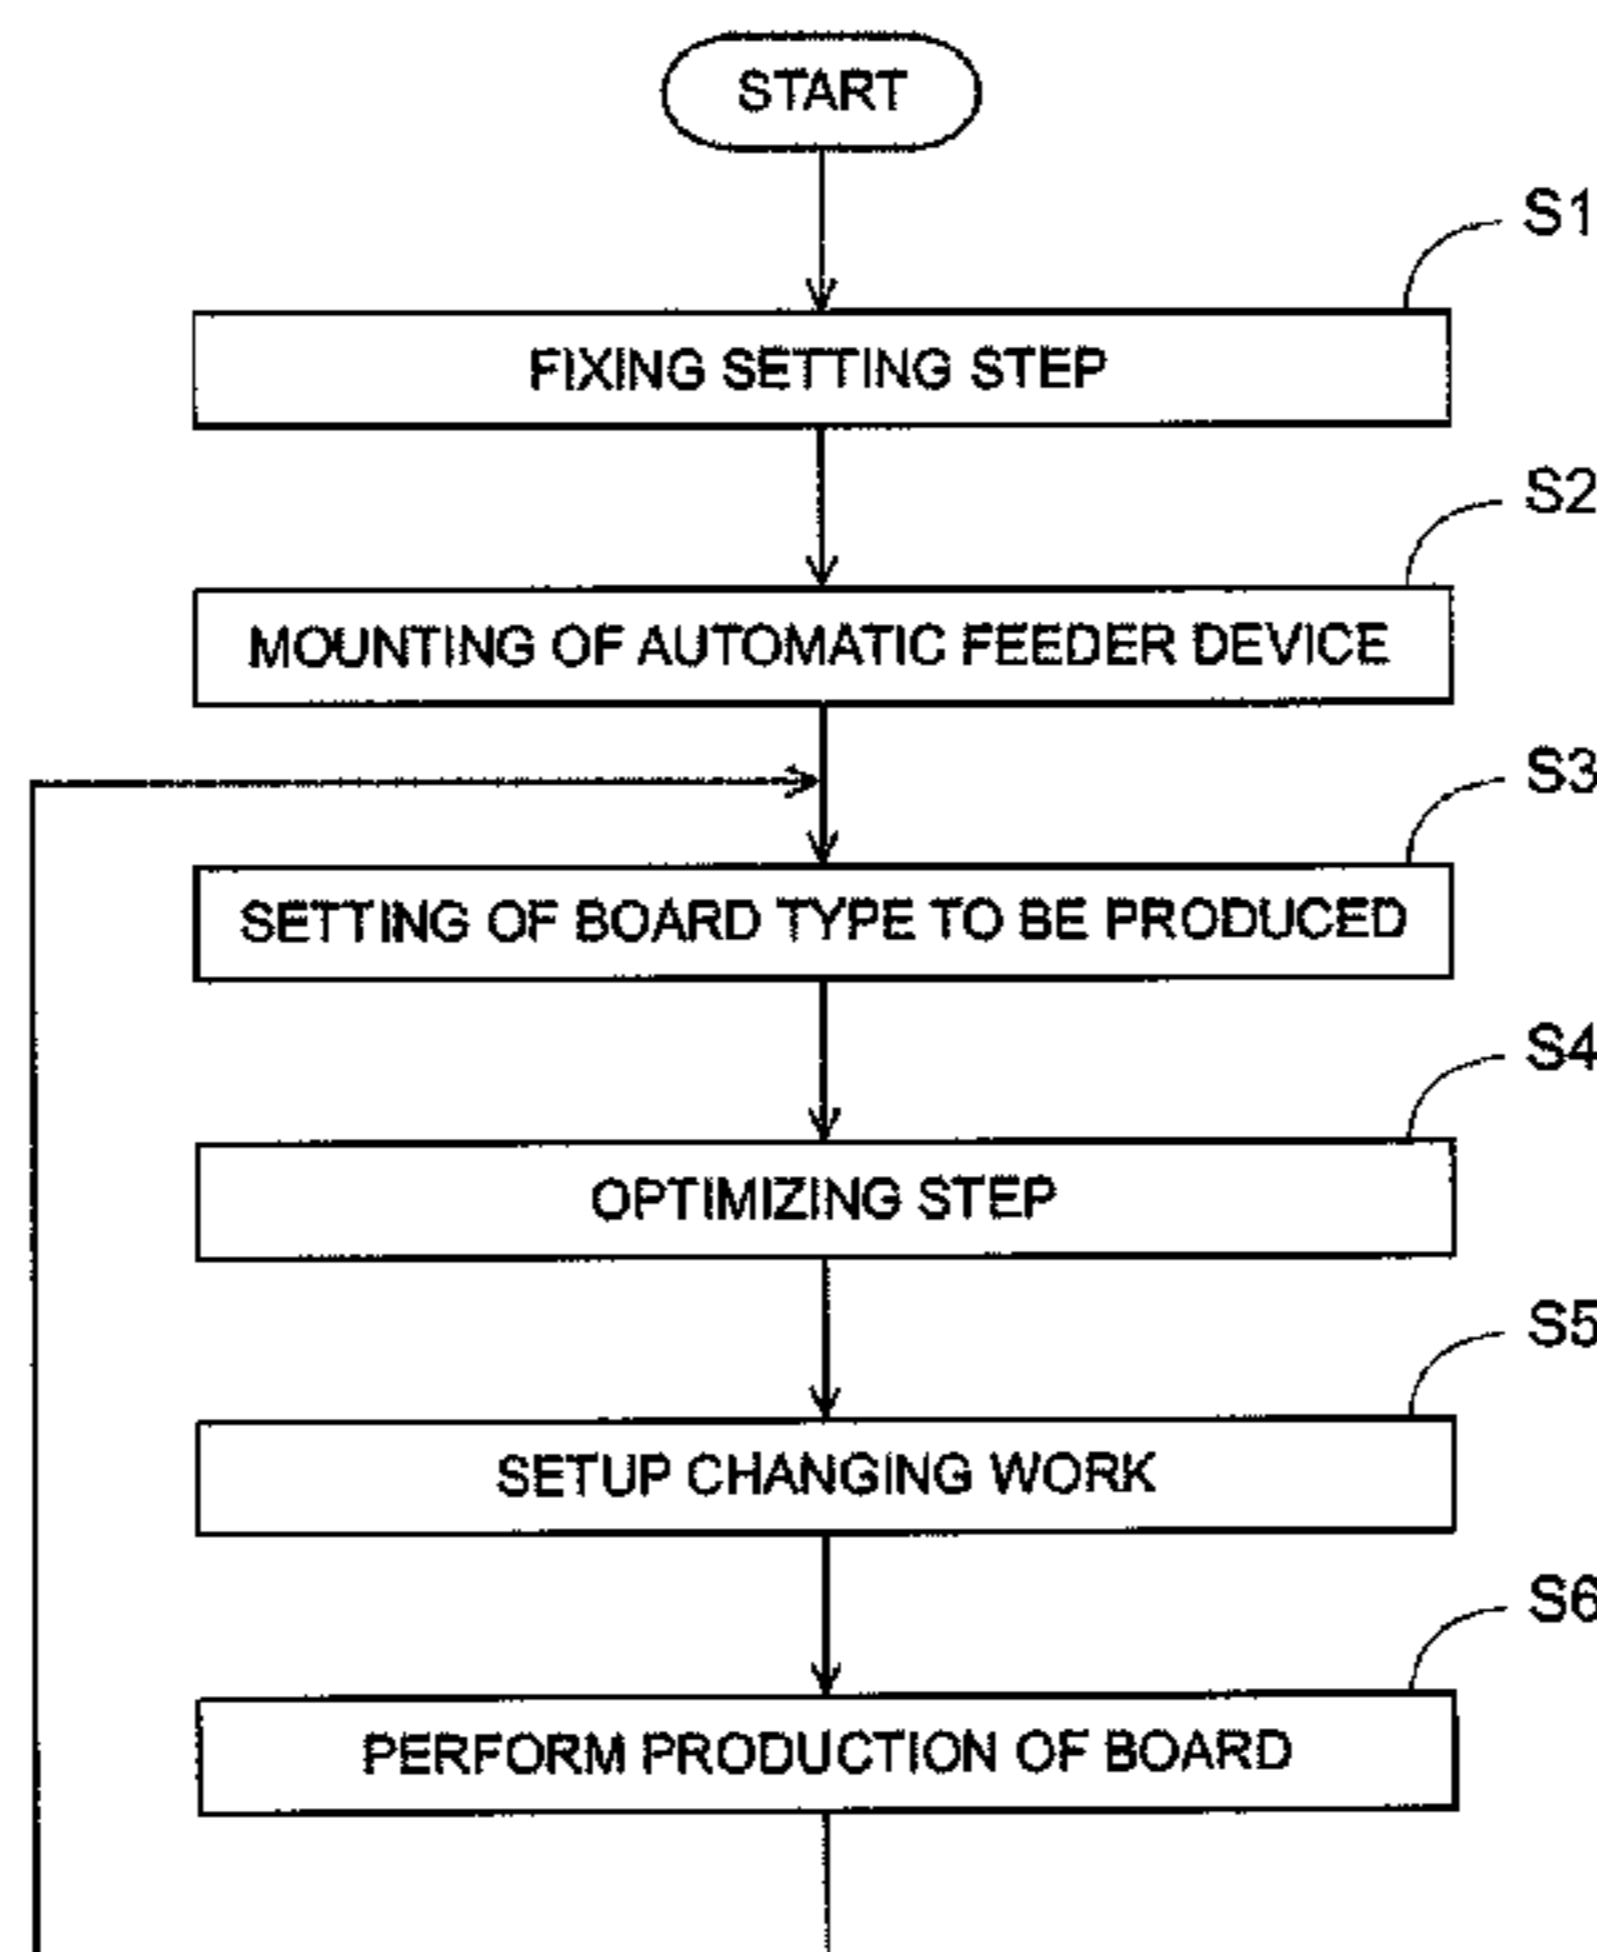 START
S1
FIXING SETTING STEP
S2
MOUNTING OF AUTOMATIC FEEDER DEVICE
S3
SETTING OF BOARD TYPE TO BE PRODUCED
S4
OPTIMIZING STEP
S5
SETUP CHANGING WORK
S6
PERFORM PRODUCTION OF BOARD